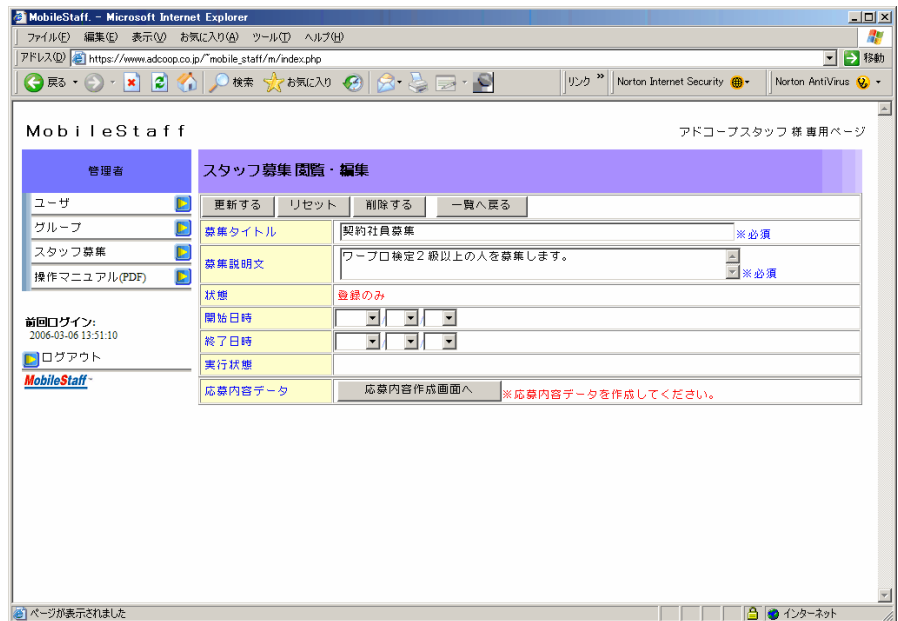 MobileStaff. - Microsoft Internet Explorer
ファイル(F) 編集(E) 表示(V) お気に入り(A) ツール(T) ヘルプ(H)
アドレス(D) https://www.adcoop.co.jp/~mobile_staff/m/index.php 移動
戻る 検索 お気に入り リンク » Norton Internet Security Norton AntiVirus
MobileStaff アドコープスタッフ 様 専用ページ
管理者 スタッフ募集 閲覧・編集
ユーザ
グループ
スタッフ募集
操作マニュアル(PDF)
前回ログイン:
2006-03-06 13:51:10
ログアウト
MobileStaff
更新する リセット 削除する 一覧へ戻る
募集タイトル 契約社員募集 ※必須
募集説明文 ワープロ検定2級以上の人を募集します。 ※必須
状態 登録のみ
開始日時 / /
終了日時 / /
実行状態
応募内容データ 応募内容作成画面へ ※応募内容データを作成してください。
ページが表示されました インターネット